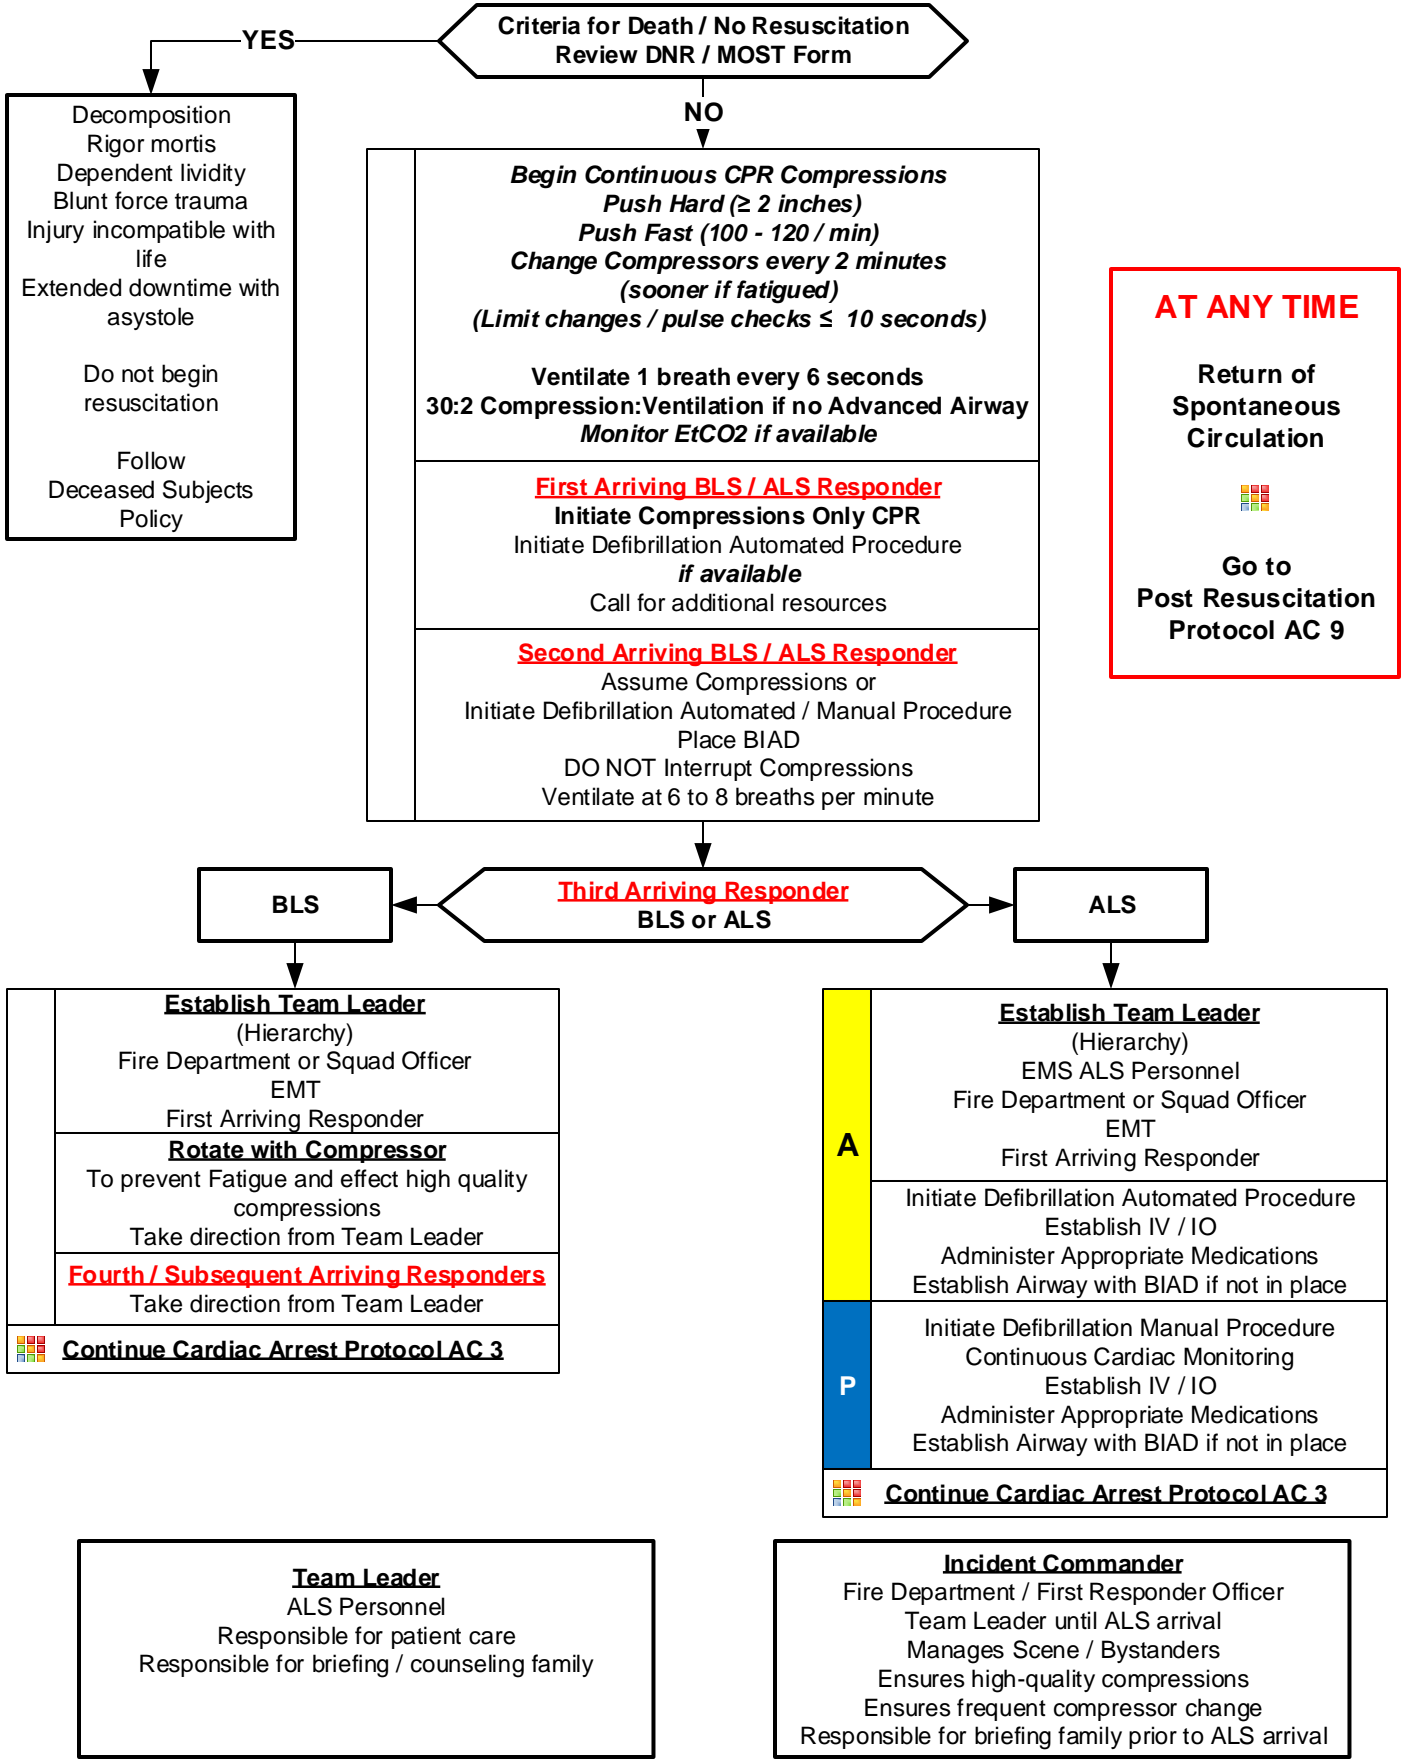 Criteria for Death / No Resuscitation
Review DNR / MOST Form
YES
NO
Decomposition
Rigor mortis
Dependent lividity
Blunt force trauma
Injury incompatible with
life
Extended downtime with
asystole
Do not begin
resuscitation
Follow
Deceased Subjects
Policy
Begin Continuous CPR Compressions
Push Hard (≥ 2 inches)
Push Fast (100 - 120 / min)
Change Compressors every 2 minutes
(sooner if fatigued)
(Limit changes / pulse checks ≤ 10 seconds)
Ventilate 1 breath every 6 seconds
30:2 Compression:Ventilation if no Advanced Airway
Monitor EtCO2 if available
First Arriving BLS / ALS Responder
Initiate Compressions Only CPR
Initiate Defibrillation Automated Procedure
if available
Call for additional resources
Second Arriving BLS / ALS Responder
Assume Compressions or
Initiate Defibrillation Automated / Manual Procedure
Place BIAD
DO NOT Interrupt Compressions
Ventilate at 6 to 8 breaths per minute
AT ANY TIME
Return of
Spontaneous
Circulation
Go to
Post Resuscitation
Protocol AC 9
BLS
Third Arriving Responder
BLS or ALS
ALS
Establish Team Leader
(Hierarchy)
Fire Department or Squad Officer
EMT
First Arriving Responder
Rotate with Compressor
To prevent Fatigue and effect high quality
compressions
Take direction from Team Leader
Fourth / Subsequent Arriving Responders
Take direction from Team Leader
Continue Cardiac Arrest Protocol AC 3
A
Establish Team Leader
(Hierarchy)
EMS ALS Personnel
Fire Department or Squad Officer
EMT
First Arriving Responder
Initiate Defibrillation Automated Procedure
Establish IV / IO
Administer Appropriate Medications
Establish Airway with BIAD if not in place
P
Initiate Defibrillation Manual Procedure
Continuous Cardiac Monitoring
Establish IV / IO
Administer Appropriate Medications
Establish Airway with BIAD if not in place
Continue Cardiac Arrest Protocol AC 3
Team Leader
ALS Personnel
Responsible for patient care
Responsible for briefing / counseling family
Incident Commander
Fire Department / First Responder Officer
Team Leader until ALS arrival
Manages Scene / Bystanders
Ensures high-quality compressions
Ensures frequent compressor change
Responsible for briefing family prior to ALS arrival